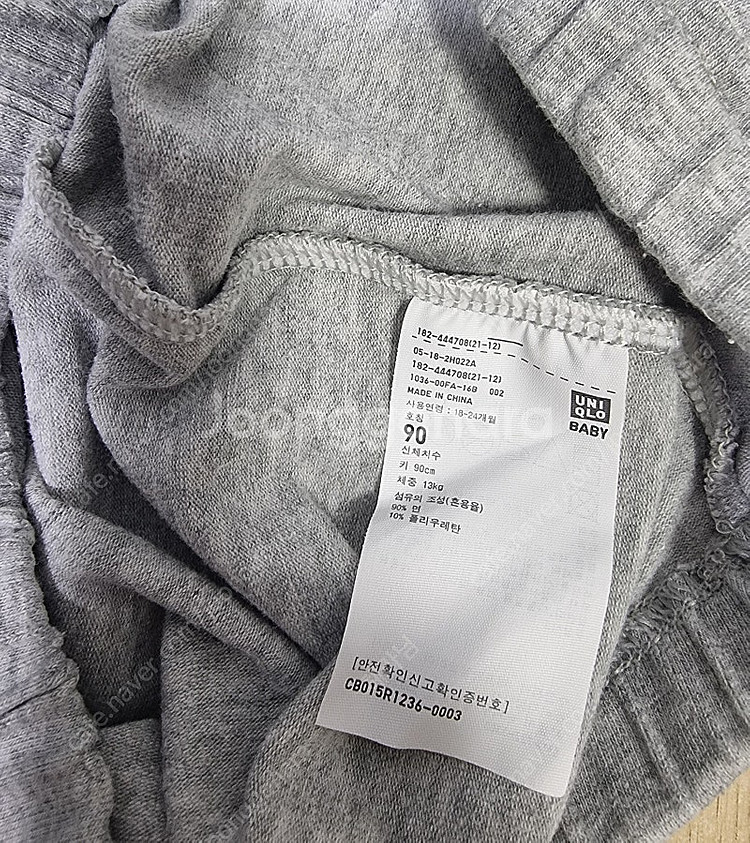 182-444708(21-12)
05-18-2H022A
182-444708(21-12)
1036-00FA-16B 002
MADE IN CHINA
사용연령 : 18-24개월
호칭
90
신체치수
키 90cm
체중 13kg
섬유의 조성(혼용율)
90% 면
10% 폴리우레탄
UNI
QLO
BABY
[안전확인신고확인증번호]
CB015R1236-0003